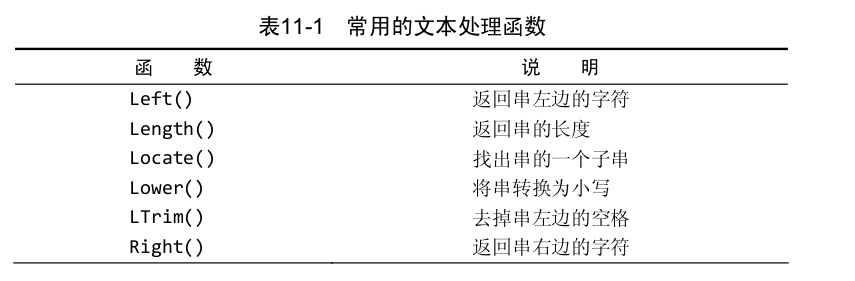 表11-1 常用的文本处理函数
函 数 说 明
Left() 返回串左边的字符
Length() 返回串的长度
Locate() 找出串的一个子串
Lower() 将串转换为小写
LTrim() 去掉串左边的空格
Right() 返回串右边的字符